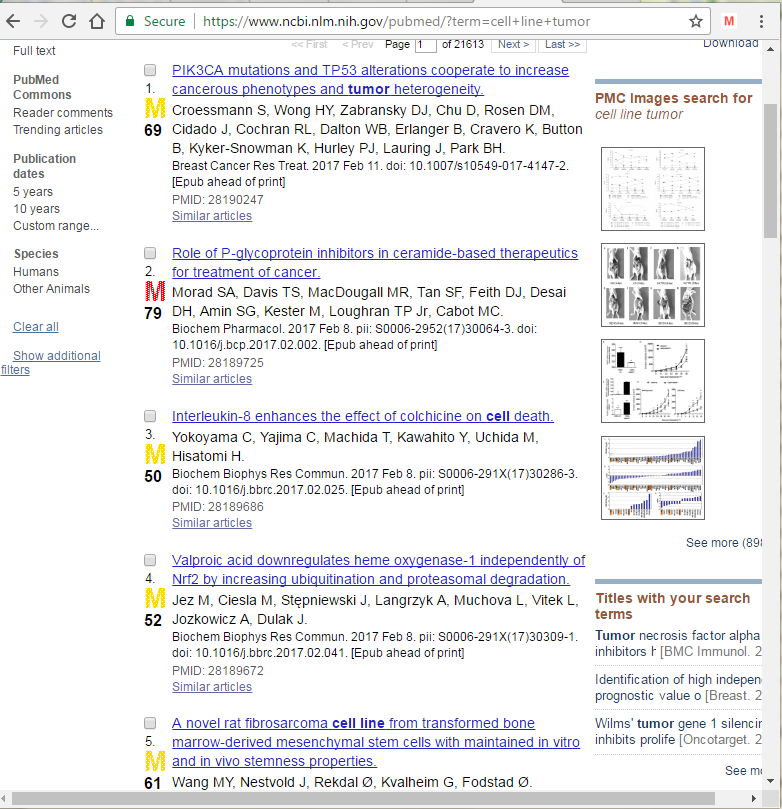 Secure https://www.ncbi.nlm.nih.gov/pubmed/?term=cell+line+tumor
M
Full text
PubMed
Commons
Reader comments
Trending articles
Publication
dates
5 years
10 years
Custom range...
Species
Humans
Other Animals
Clear all
Show additional
filters
<< First < Prev Page 1 of 21613 Next > Last >>
PIK3CA mutations and TP53 alterations cooperate to increase
1. cancerous phenotypes and tumor heterogeneity.
M Croessmann S, Wong HY, Zabransky DJ, Chu D, Rosen DM,
69 Cidado J, Cochran RL, Dalton WB, Erlanger B, Cravero K, Button
B, Kyker-Snowman K, Hurley PJ, Lauring J, Park BH.
Breast Cancer Res Treat. 2017 Feb 11. doi: 10.1007/s10549-017-4147-2.
[Epub ahead of print]
PMID: 28190247
Similar articles
Role of P-glycoprotein inhibitors in ceramide-based therapeutics
2. for treatment of cancer.
M Morad SA, Davis TS, MacDougall MR, Tan SF, Feith DJ, Desai
79 DH, Amin SG, Kester M, Loughran TP Jr, Cabot MC.
Biochem Pharmacol. 2017 Feb 8. pii: S0006-2952(17)30064-3. doi:
10.1016/j.bcp.2017.02.002. [Epub ahead of print]
PMID: 28189725
Similar articles
Interleukin-8 enhances the effect of colchicine on cell death.
3. Yokoyama C, Yajima C, Machida T, Kawahito Y, Uchida M,
M Hisatomi H.
50 Biochem Biophys Res Commun. 2017 Feb 8. pii: S0006-291X(17)30286-3.
doi: 10.1016/j.bbrc.2017.02.025. [Epub ahead of print]
PMID: 28189686
Similar articles
Valproic acid downregulates heme oxygenase-1 independently of
4. Nrf2 by increasing ubiquitination and proteasomal degradation.
M Jez M, Ciesla M, Stępniewski J, Langrzyk A, Muchova L, Vitek L,
52 Jozkowicz A, Dulak J.
Biochem Biophys Res Commun. 2017 Feb 8. pii: S0006-291X(17)30309-1.
doi: 10.1016/j.bbrc.2017.02.041. [Epub ahead of print]
PMID: 28189672
Similar articles
A novel rat fibrosarcoma cell line from transformed bone
5. marrow-derived mesenchymal stem cells with maintained in vitro
M and in vivo stemness properties.
61 Wang MY, Nestvold J, Rekdal Ø, Kvalheim G, Fodstad Ø.
Download
PMC Images search for
cell line tumor
See more (898
Titles with your search
terms
Tumor necrosis factor alpha
inhibitors h [BMC Immunol. 2
Identification of high indepen
prognostic value o [Breast. 2
Wilms' tumor gene 1 silencin
inhibits prolife [Oncotarget. 2
See mo